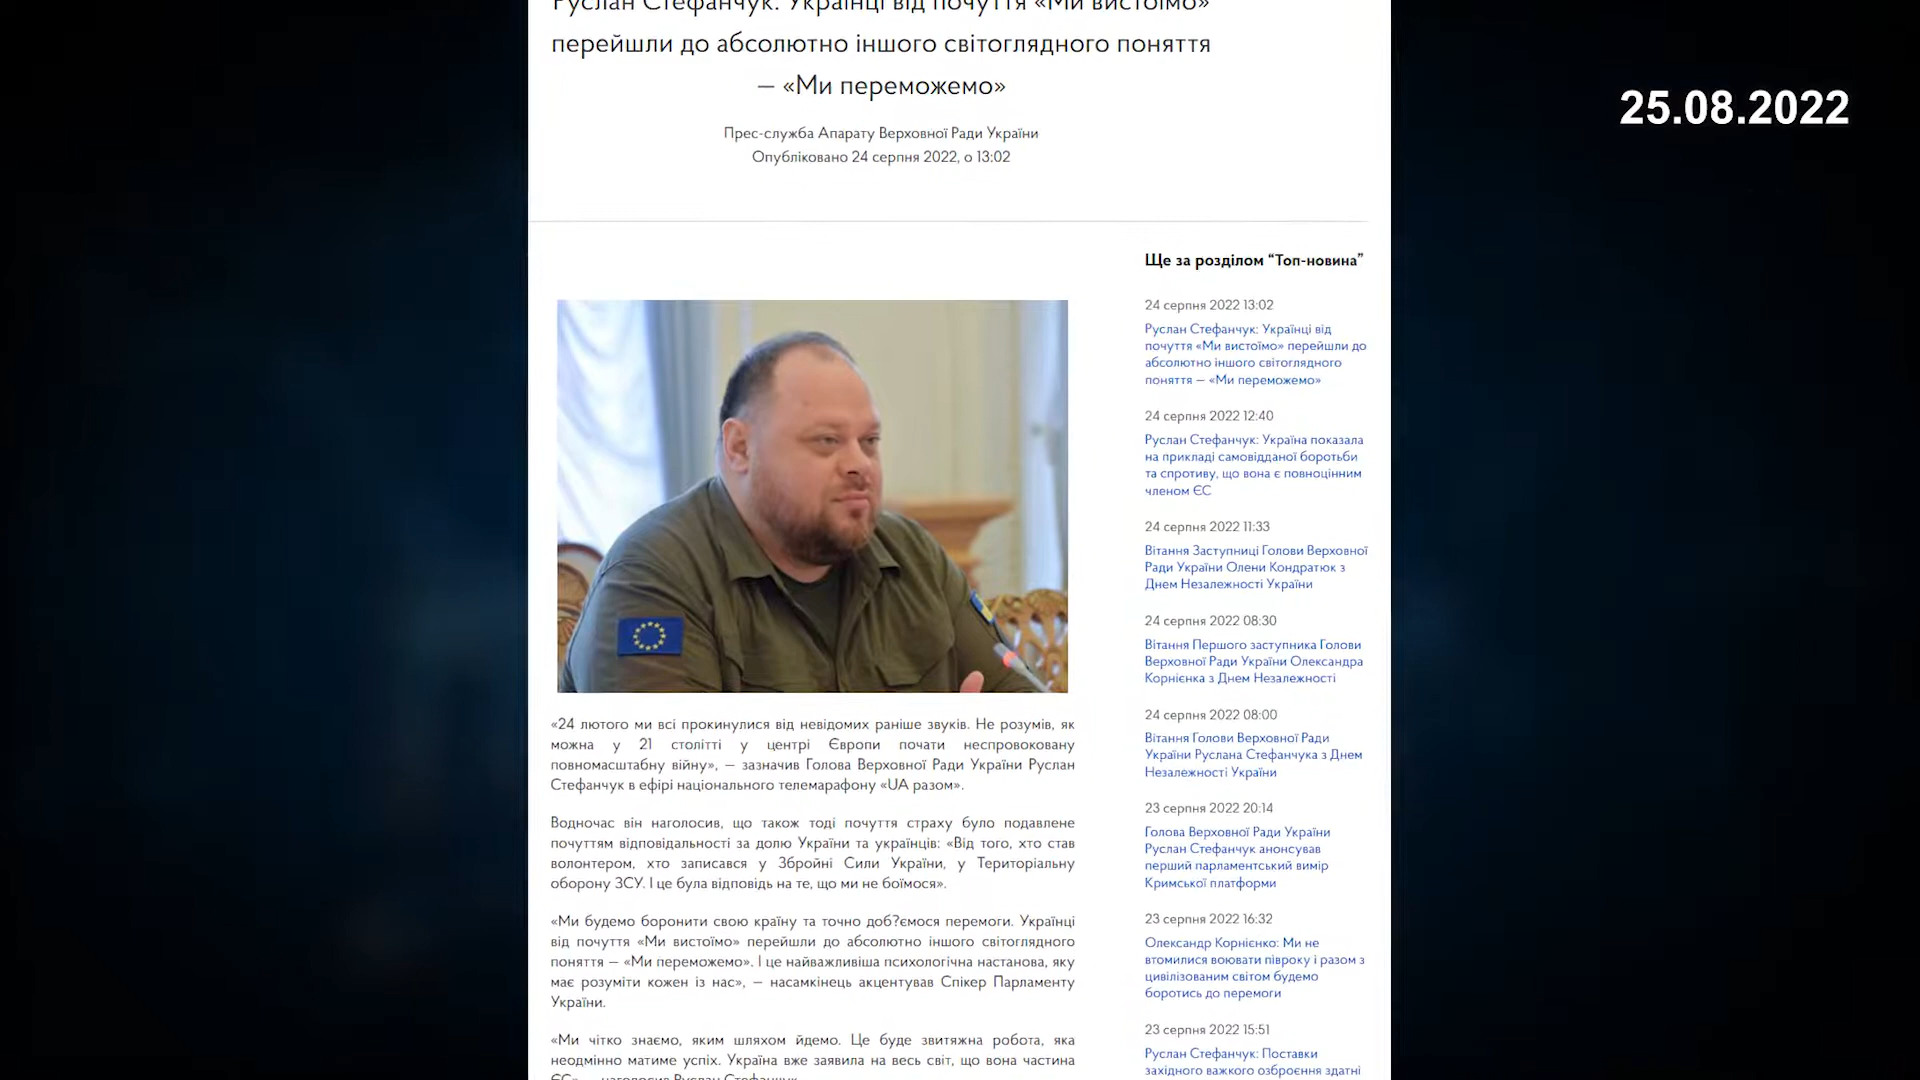 Руслан Стефанчук: Українці від почуття «Ми вистоїмо»
перейшли до абсолютно іншого світоглядного поняття
— «Ми переможемо»
Прес-служба Апарату Верховної Ради України
Опубліковано 24 серпня 2022, о 13:02
25.08.2022
«24 лютого ми всі прокинулися від невідомих раніше звуків. Не розумів, як
можна у 21 столітті у центрі Європи почати неспровоковану
повномасштабну війну», — зазначив Голова Верховної Ради України Руслан
Стефанчук в ефірі національного телемарафону «UA разом».
Водночас він наголосив, що також тоді почуття страху було подавлене
почуттям відповідальності за долю України та українців: «Від того, хто став
волонтером, хто записався у Збройні Сили України, у Територіальну
оборону ЗСУ. І це була відповідь на те, що ми не боїмося».
«Ми будемо боронити свою країну та точно доб?ємося перемоги. Українці
від почуття «Ми вистоїмо» перейшли до абсолютно іншого світоглядного
поняття — «Ми переможемо». І це найважливіша психологічна настанова, яку
має розуміти кожен із нас», — насамкінець акцентував Спікер Парламенту
України.
«Ми чітко знаємо, яким шляхом йдемо. Це буде звитяжна робота, яка
неодмінно матиме успіх. Україна вже заявила на весь світ, що вона частина
ЄС», — наголосив Руслан Стефанчук.
Ще за розділом “Топ-новина”
24 серпня 2022 13:02
Руслан Стефанчук: Українці від
почуття «Ми вистоїмо» перейшли до
абсолютно іншого світоглядного
поняття — «Ми переможемо»
24 серпня 2022 12:40
Руслан Стефанчук: Україна показала
на прикладі самовідданої боротьби
та спротиву, що вона є повноцінним
членом ЄС
24 серпня 2022 11:33
Вітання Заступниці Голови Верховної
Ради України Олени Кондратюк з
Днем Незалежності України
24 серпня 2022 08:30
Вітання Першого заступника Голови
Верховної Ради України Олександра
Корнієнка з Днем Незалежності
24 серпня 2022 08:00
Вітання Голови Верховної Ради
України Руслана Стефанчука з Днем
Незалежності України
23 серпня 2022 20:14
Голова Верховної Ради України
Руслан Стефанчук анонсував
перший парламентський вимір
Кримської платформи
23 серпня 2022 16:32
Олександр Корнієнко: Ми не
втомилися воювати півроку і разом з
цивілізованим світом будемо
боротись до перемоги
23 серпня 2022 15:51
Руслан Стефанчук: Поставки
західного важкого озброєння здатні